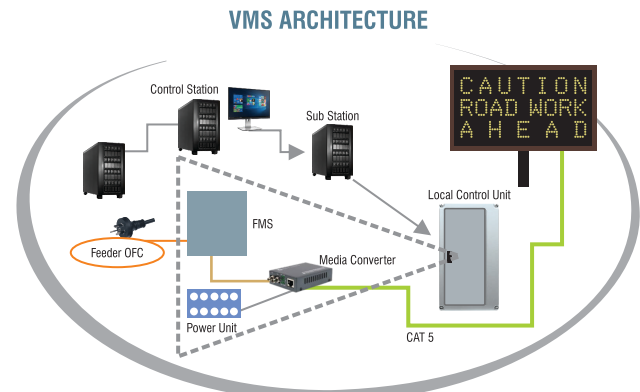 VMS ARCHITECTURE
Control Station
Sub Station
CAUTION
ROAD WORK
AHEAD
Local Control Unit
FMS
Feeder OFC
Media Converter
Power Unit
CAT 5